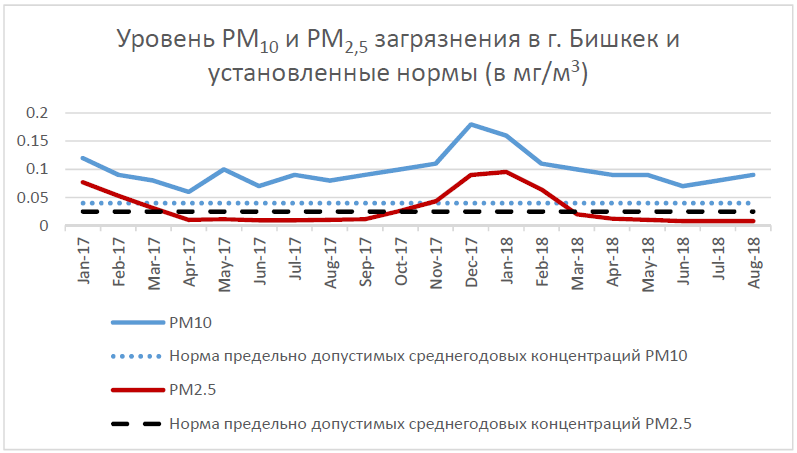 Уровень PM10 и PM2,5 загрязнения в г. Бишкек и
установленные нормы (в мг/м3)
0.2
0.15
0.1
0.05
0
Jan-17
Feb-17
Mar-17
Apr-17
May-17
Jun-17
Jul-17
Aug-17
Sep-17
Oct-17
Nov-17
Dec-17
Jan-18
Feb-18
Mar-18
Apr-18
May-18
Jun-18
Jul-18
Aug-18
PM10
Норма предельно допустимых среднегодовых концентраций PM10
PM2.5
Норма предельно допустимых среднегодовых концентраций PM2.5